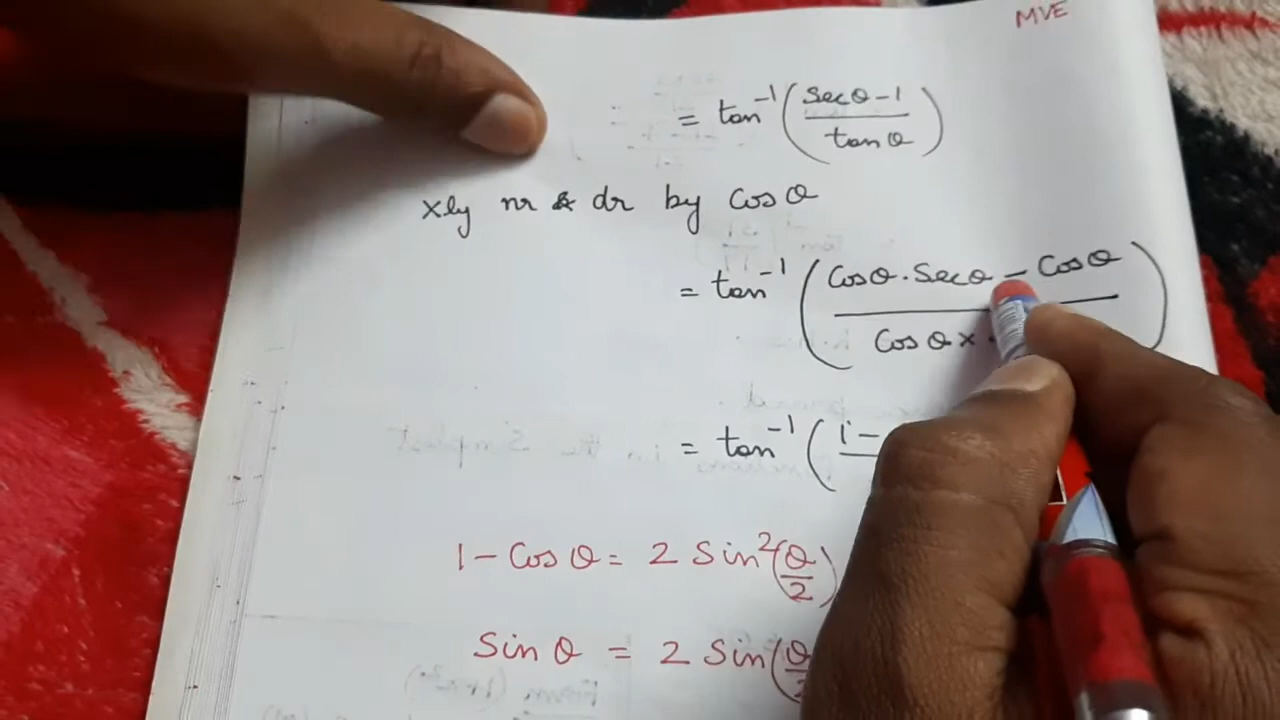 MVE
= tan⁻¹(secθ-1/tanθ)
xly nr & dr by cosθ
= tan⁻¹(cosθ.secθ - cosθ/cosθ x
= tan⁻¹(1-
1-cosθ = 2 sin²(θ/2)
sinθ = 2 sin(θ/2